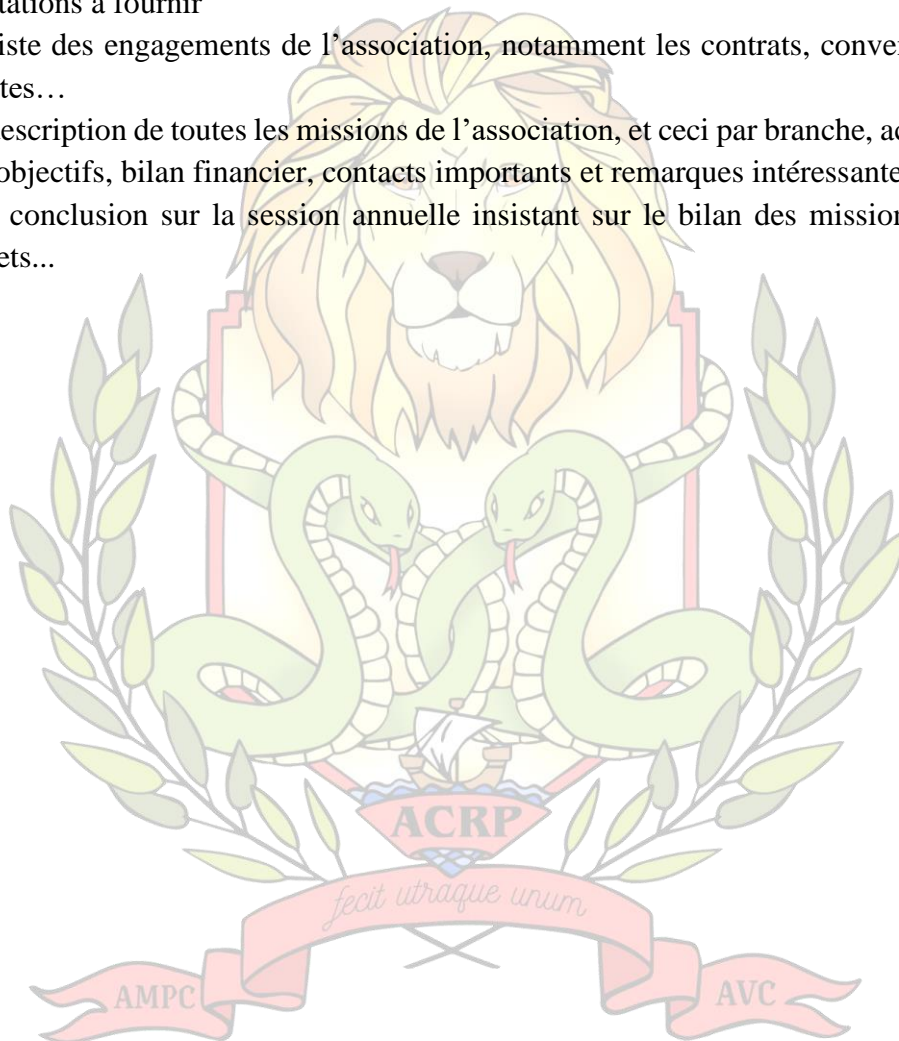 tations à fournir
iste des engagements de l’association, notamment les contrats, conve
tes…
escription de toutes les missions de l’association, et ceci par branche, ac
objectifs, bilan financier, contacts importants et remarques intéressante
conclusion sur la session annuelle insistant sur le bilan des mission
ets...
ACRP
fecit utraque unum
AMPC
AVC